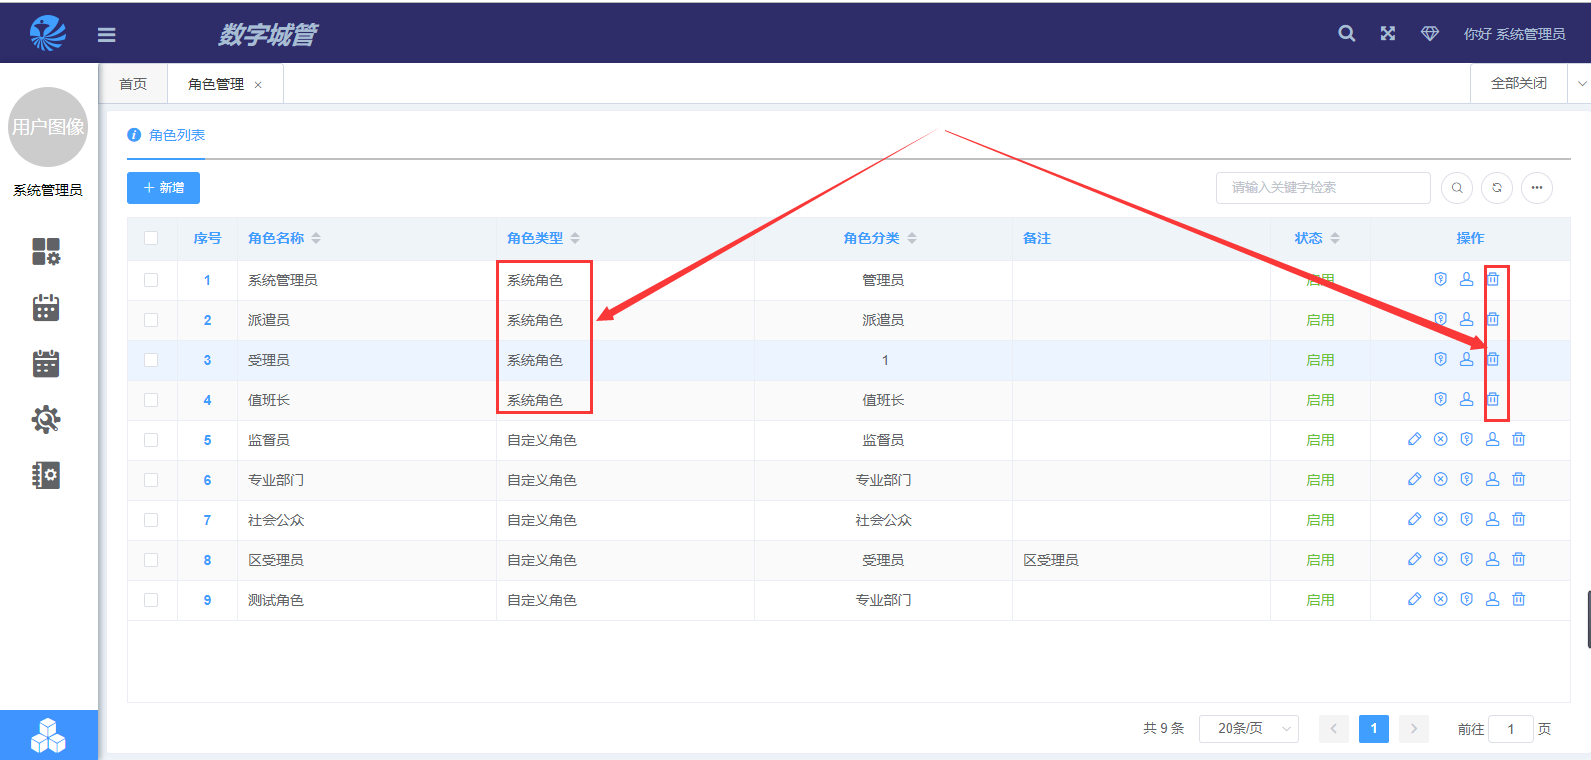 数字城管
你好 系统管理员
首页
角色管理 ×
全部关闭
用户图像
系统管理员
角色列表
+ 新增
请输入关键字检索
序号 角色名称 角色类型 角色分类 备注 状态 操作
1 系统管理员 系统角色 管理员 启用
2 派遣员 系统角色 派遣员 启用
3 受理员 系统角色 1 启用
4 值班长 系统角色 值班长 启用
5 监督员 自定义角色 监督员 启用
6 专业部门 自定义角色 专业部门 启用
7 社会公众 自定义角色 社会公众 启用
8 区受理员 自定义角色 受理员 区受理员 启用
9 测试角色 自定义角色 专业部门 启用
共 9 条 20条/页 1 前往 1 页